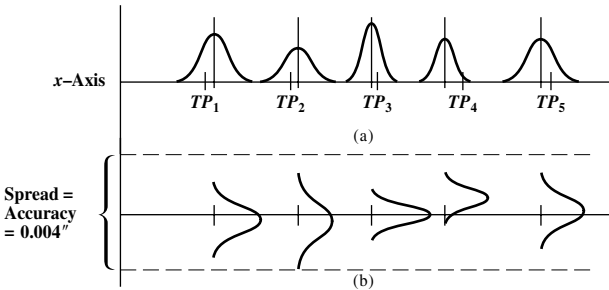 x–Axis
TP1 TP2 TP3 TP4 TP5
(a)
Spread =
Accuracy
= 0.004″
(b)